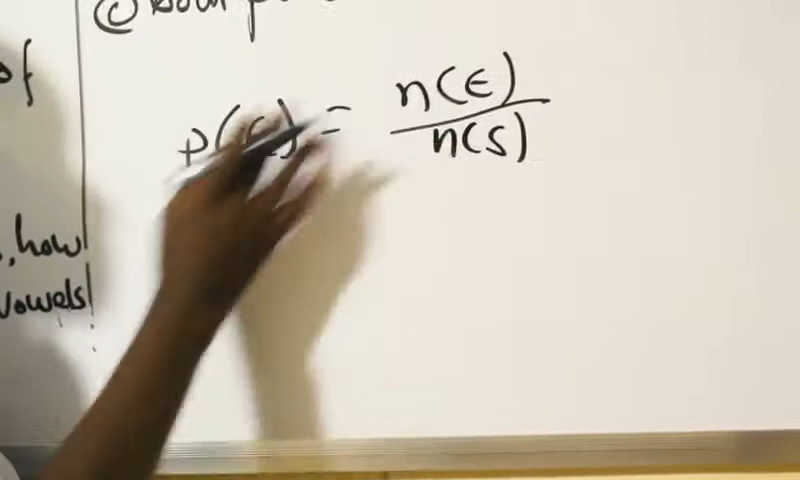 of
, how
vowels
P(E) = n(E)
n(S)